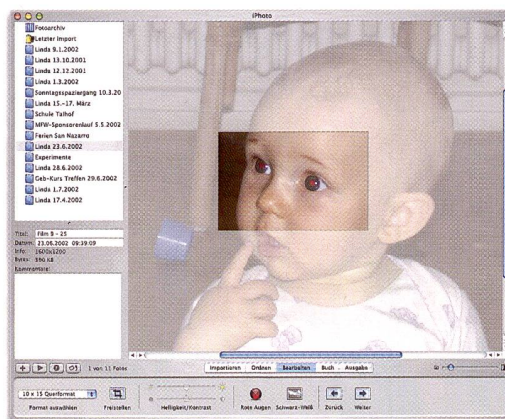 iPhoto
Fotoarchiv
Letzter Import
Linda 9.1.2002
Linda 13.10.2001
Linda 12.12.2001
Linda 1.3.2002
Sonntagsspaziergang 10.3.20
Linda 15.-17. März
Schule Talhof
MFW-Sponsorenlauf 5.5.2002
Ferien San Nazarro
Linda 23.6.2002
Experimente
Linda 28.6.2002
Geb-Kurs Treffen 29.6.2002
Linda 1.7.2002
Linda 17.4.2002
Titel: Film 8 - 25
Datum: 23.06.2002 09:39:09
Info: 1600x1200
Bytes: 390 KB
Kommentare:
1 von 11 Fotos
Importieren Ordnen Bearbeiten Buch Ausgabe
10 x 15 Querformat
Format auswählen Freistellen Helligkeit/Kontrast Rote Augen Schwarz-Weiß Zurück Weiter